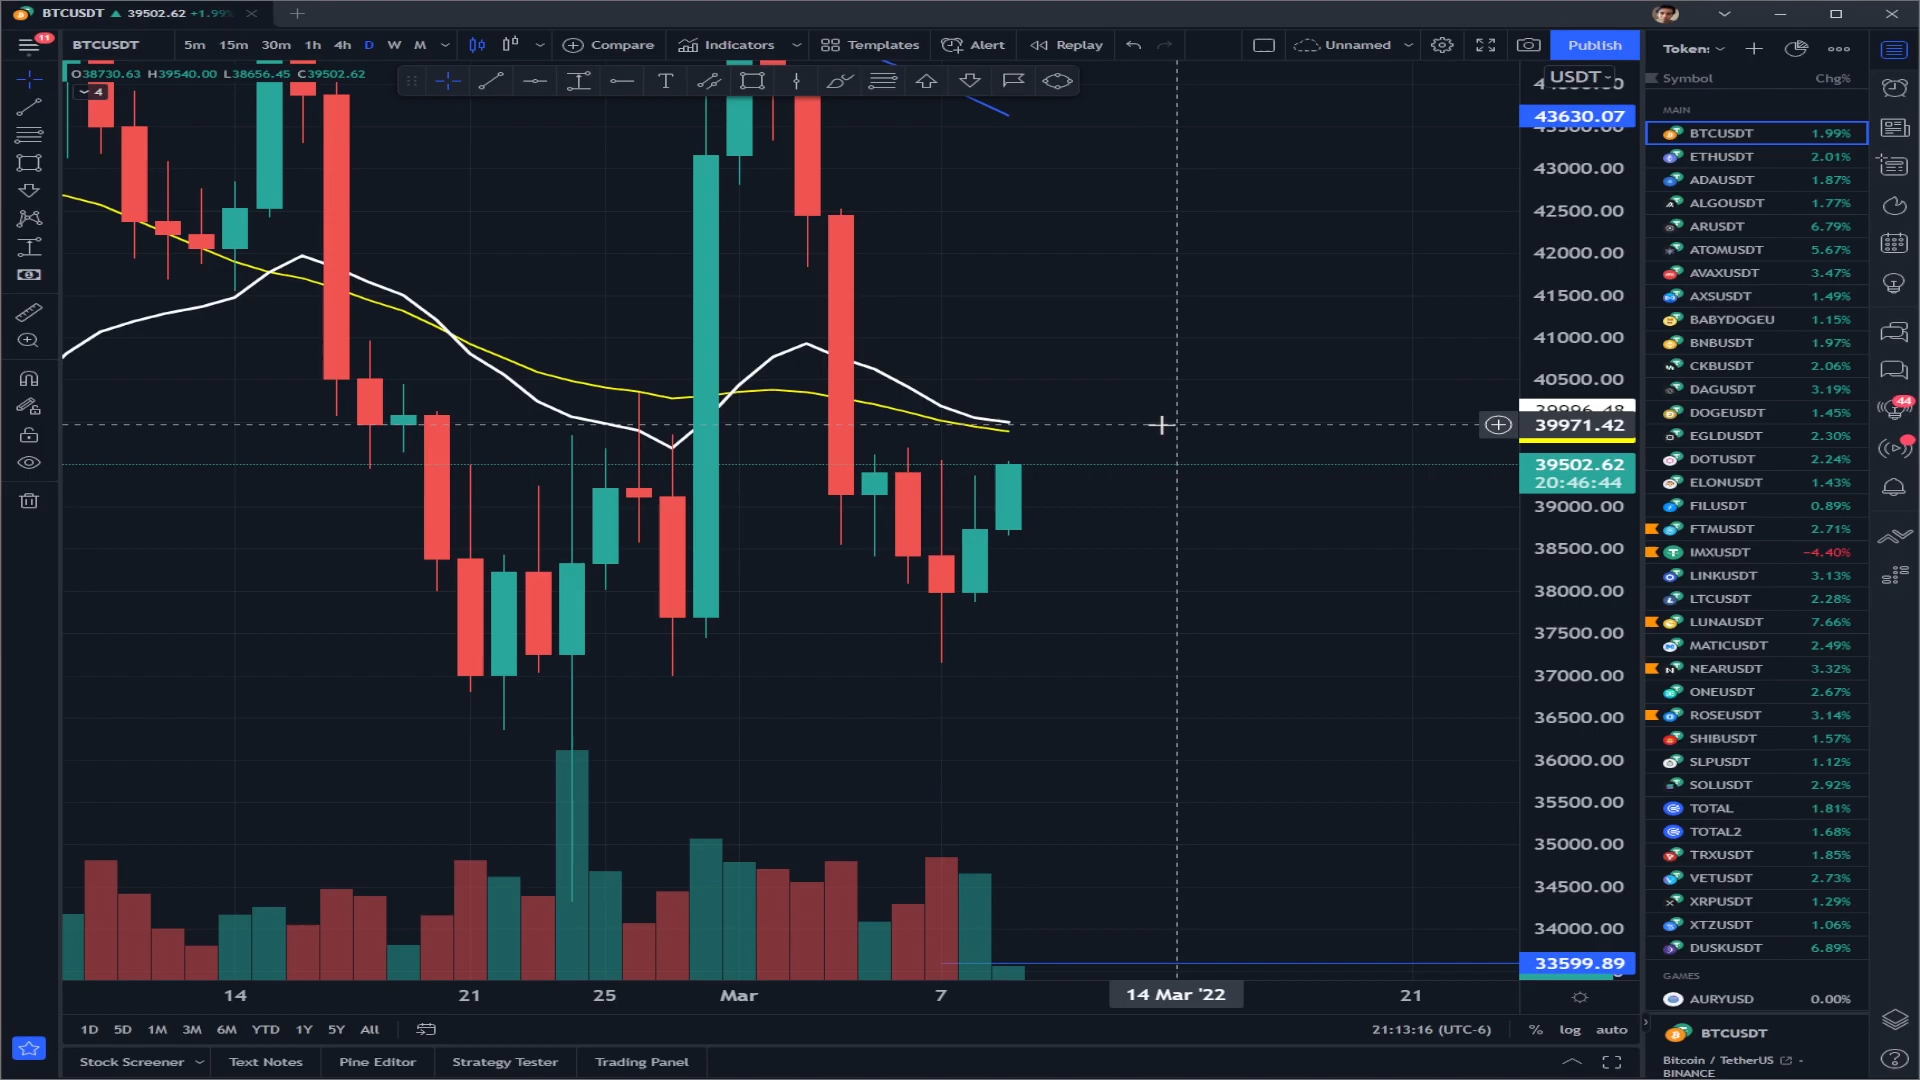 BTCUSDT ▲ 39502.62 +1.99%
11
BTCUSDT 5m 15m 30m 1h 4h D W M Compare Indicators Templates Alert Replay Unnamed Publish
O38730.63 H39540.00 L38656.45 C39502.62
4
T
USDT
43630.07
43000.00
42500.00
42000.00
41500.00
41000.00
40500.00
39971.42
39502.62
20:46:44
39000.00
38500.00
38000.00
37500.00
37000.00
36500.00
36000.00
35500.00
35000.00
34500.00
34000.00
33599.89
14 21 25 Mar 7 14 Mar '22 21
1D 5D 1M 3M 6M YTD 1Y 5Y All
21:13:16 (UTC-6) % log auto
Stock Screener Text Notes Pine Editor Strategy Tester Trading Panel
Token:
Symbol Chg%
MAIN
BTCUSDT 1.99%
ETHUSDT 2.01%
ADAUSDT 1.87%
ALGOUSDT 1.77%
ARUSDT 6.79%
ATOMUSDT 5.67%
AVAXUSDT 3.47%
AXSUSDT 1.49%
BABYDOGEU 1.15%
BNBUSDT 1.97%
CKBUSDT 2.06%
DAGUSDT 3.19%
DOGEUSDT 1.45%
EGLDUSDT 2.30%
DOTUSDT 2.24%
ELONUSDT 1.43%
FILUSDT 0.89%
FTMUSDT 2.71%
IMXUSDT −4.40%
LINKUSDT 3.13%
LTCUSDT 2.28%
LUNAUSDT 7.66%
MATICUSDT 2.49%
NEARUSDT 3.32%
ONEUSDT 2.67%
ROSEUSDT 3.14%
SHIBUSDT 1.57%
SLPUSDT 1.12%
SOLUSDT 2.92%
TOTAL 1.81%
TOTAL2 1.68%
TRXUSDT 1.85%
VETUSDT 2.73%
XRPUSDT 1.29%
XTZUSDT 1.06%
DUSKUSDT 6.89%
GAMES
AURYUSD 0.00%
BTCUSDT
Bitcoin / TetherUS
BINANCE
44